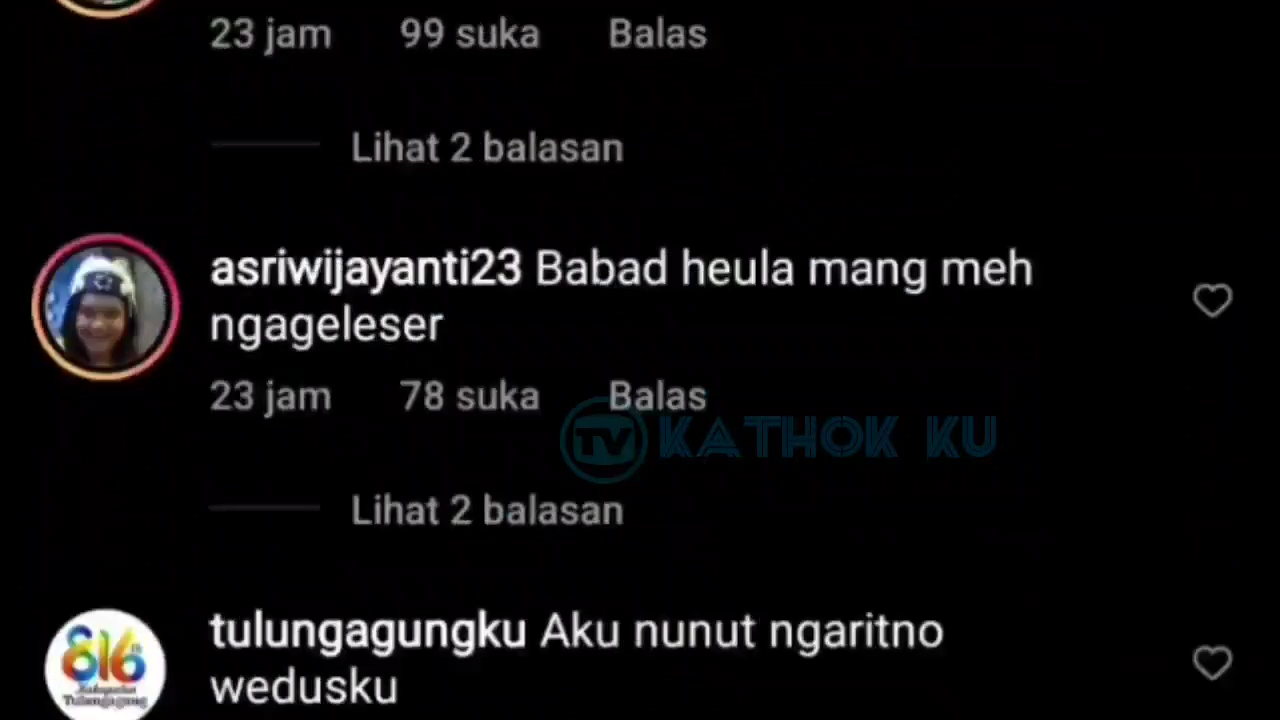 23 jam 99 suka Balas
Lihat 2 balasan
asriwijayanti23 Babad heula mang meh
ngageleser
23 jam 78 suka Balas
TV KATHOK KU
Lihat 2 balasan
816
Tulungagung
tulungagungku Aku nunut ngaritno
wedusku